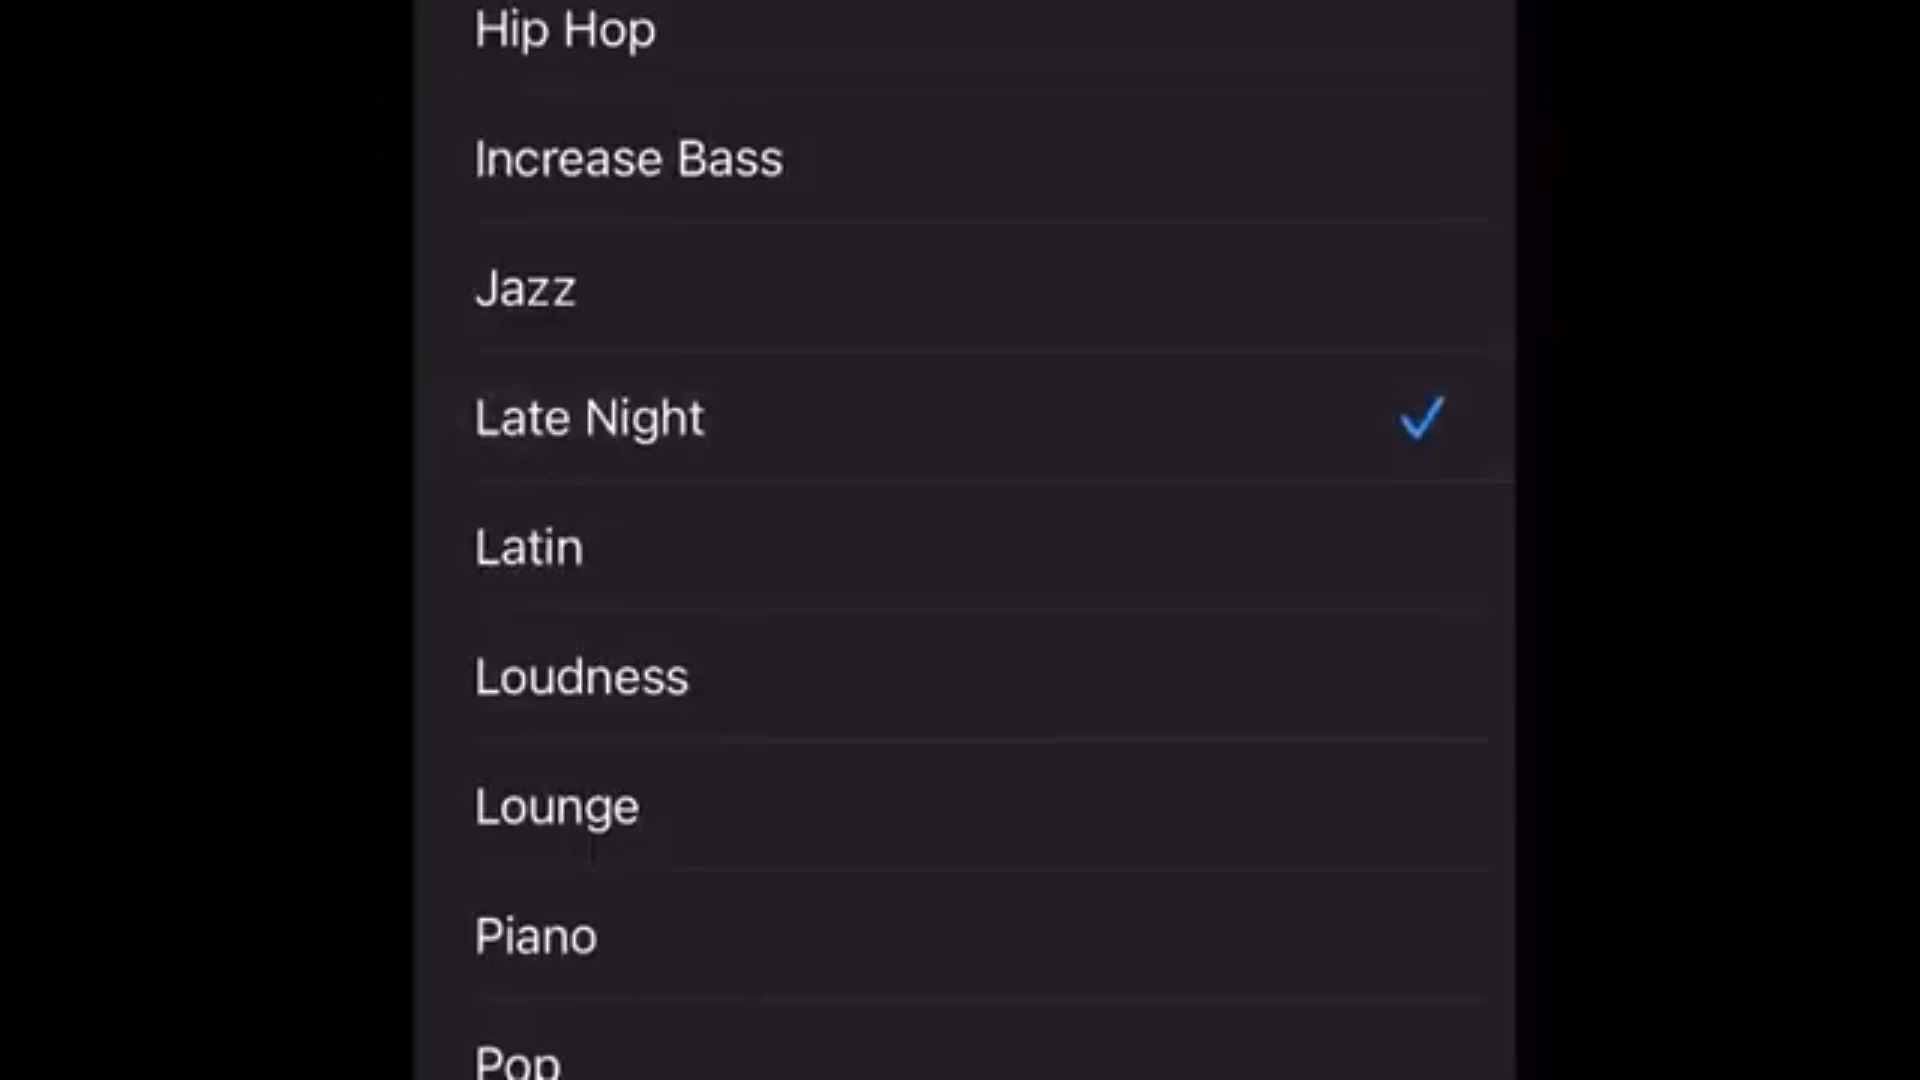 Hip Hop
Increase Bass
Jazz
Late Night
Latin
Loudness
Lounge
Piano
Pop